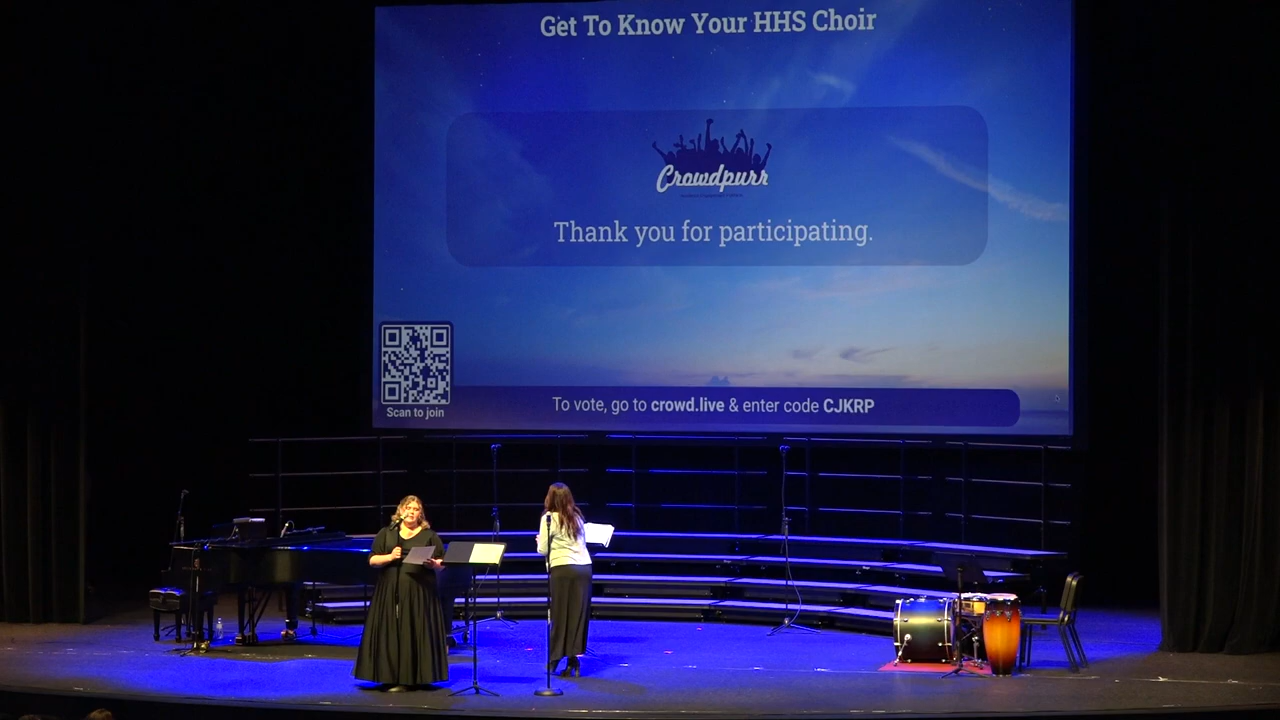 Get To Know Your HHS Choir
Crowdpurr
Thank you for participating.
Scan to join
To vote, go to crowd.live & enter code CJKRP